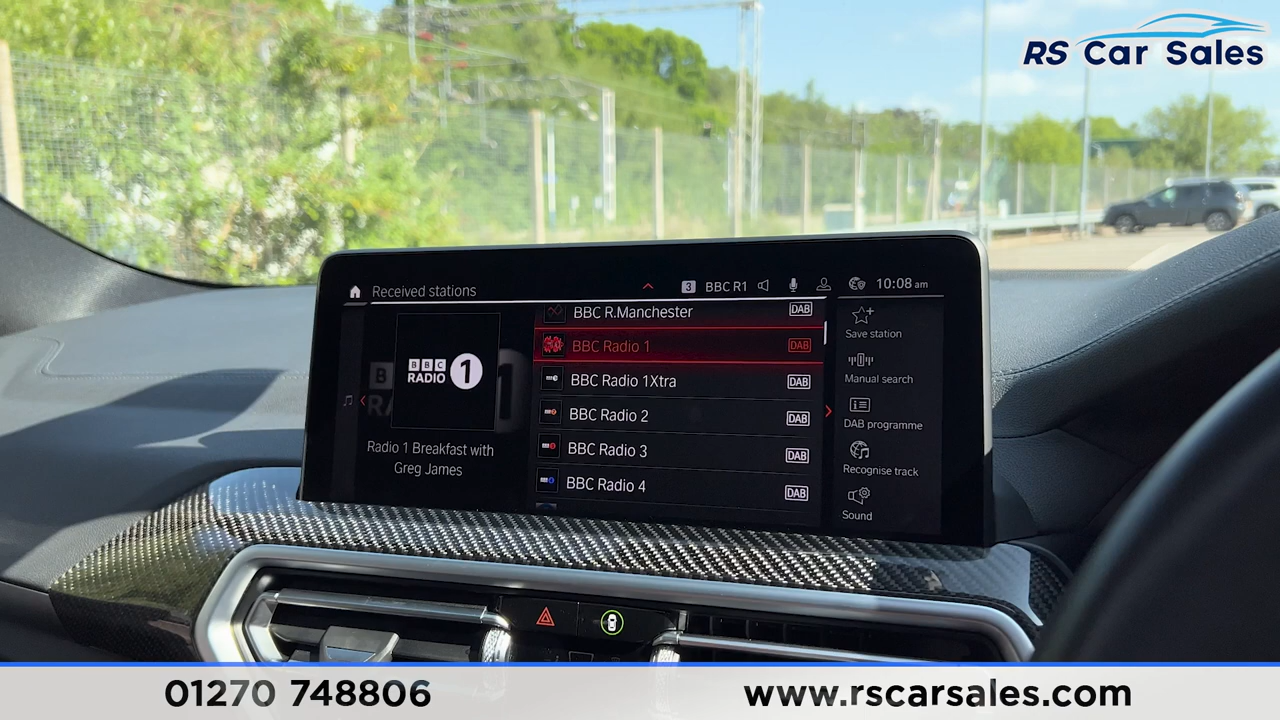 RS Car Sales
Received stations
3 BBC R1
10:08 am
BBC R.Manchester DAB
BBC Radio 1 DAB
BBC Radio 1Xtra DAB
BBC Radio 2 DAB
BBC Radio 3 DAB
BBC Radio 4 DAB
BBC
RADIO 1
Radio 1 Breakfast with
Greg James
Save station
Manual search
DAB programme
Recognise track
Sound
01270 748806
www.rscarsales.com